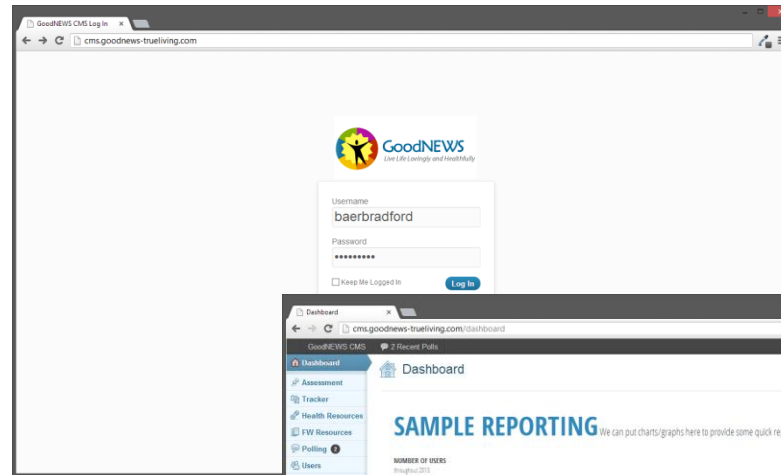 GoodNEWS CMS Log In
cms.goodnews-trueliving.com
GoodNEWS
Live Life Lovingly and Healthfully
Username
baerbradford
Password
•••••••••
Keep Me Logged In
Log In
Dashboard
cms.goodnews-trueliving.com/dashboard
GoodNEWS CMS
2 Recent Polls
Dashboard
Dashboard
Assessment
Tracker
Health Resources
FW Resources
Polling 2
Users
SAMPLE REPORTING We can put charts/graphs here to provide some quick re
NUMBER OF USERS
throughout 2013